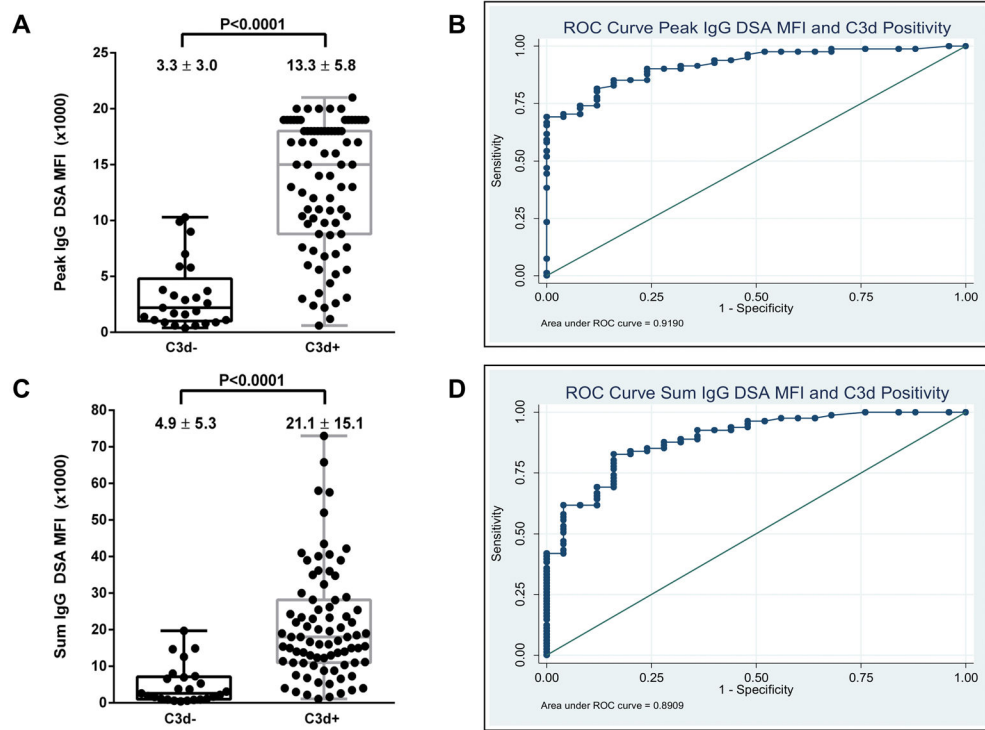 A
P<0.0001
3.3 ± 3.0
13.3 ± 5.8
Peak IgG DSA MFI (x1000)
25
20
15
10
5
0
C3d-
C3d+
B
ROC Curve Peak IgG DSA MFI and C3d Positivity
Sensitivity
1.00
0.75
0.50
0.25
0.00
0.00
0.25
0.50
0.75
1.00
1 - Specificity
Area under ROC curve = 0.9190
C
P<0.0001
4.9 ± 5.3
21.1 ± 15.1
Sum IgG DSA MFI (x1000)
80
70
60
50
40
30
20
10
0
C3d-
C3d+
D
ROC Curve Sum IgG DSA MFI and C3d Positivity
Sensitivity
1.00
0.75
0.50
0.25
0.00
0.00
0.25
0.50
0.75
1.00
1 - Specificity
Area under ROC curve = 0.8909